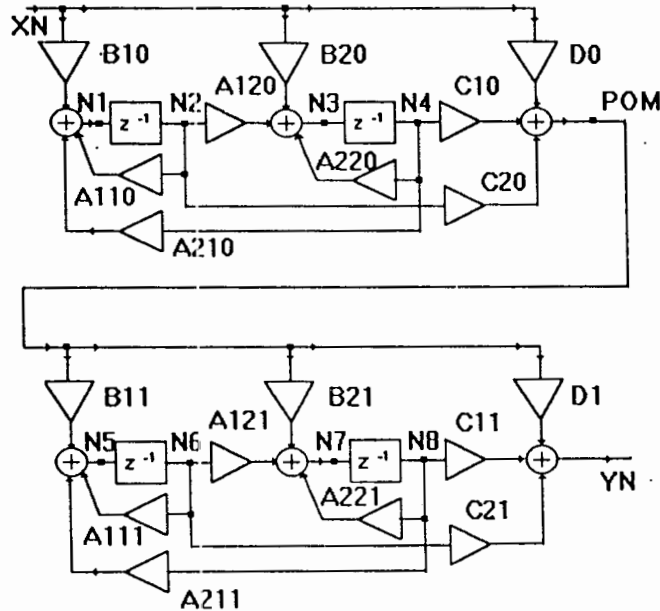 XN
B10 B20 D0
N1 N2 A120 N3 N4 C10 POM
z⁻¹ z⁻¹
A110 A220 C20
A210
B11 B21 D1
N5 N6 A121 N7 N8 C11
z⁻¹ z⁻¹
YN
A111 A221 C21
A211